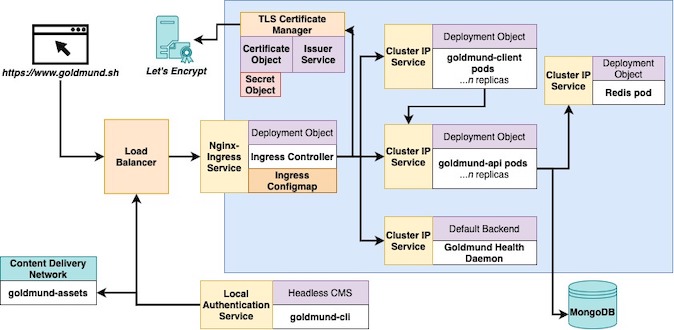 https://www.goldmund.sh
Let's Encrypt
TLS Certificate
Manager
Certificate
Object
Issuer
Service
Secret
Object
Cluster IP
Service
Deployment Object
goldmund-client
pods
...n replicas
Cluster IP
Service
Deployment
Object
Redis pod
Load
Balancer
Nginx-
Ingress
Service
Deployment Object
Ingress Controller
Ingress
Configmap
Cluster IP
Service
Deployment Object
goldmund-api pods
...n replicas
Cluster IP
Service
Default Backend
Goldmund Health
Daemon
Content Delivery
Network
goldmund-assets
Local
Authentication
Service
Headless CMS
goldmund-cli
MongoDB